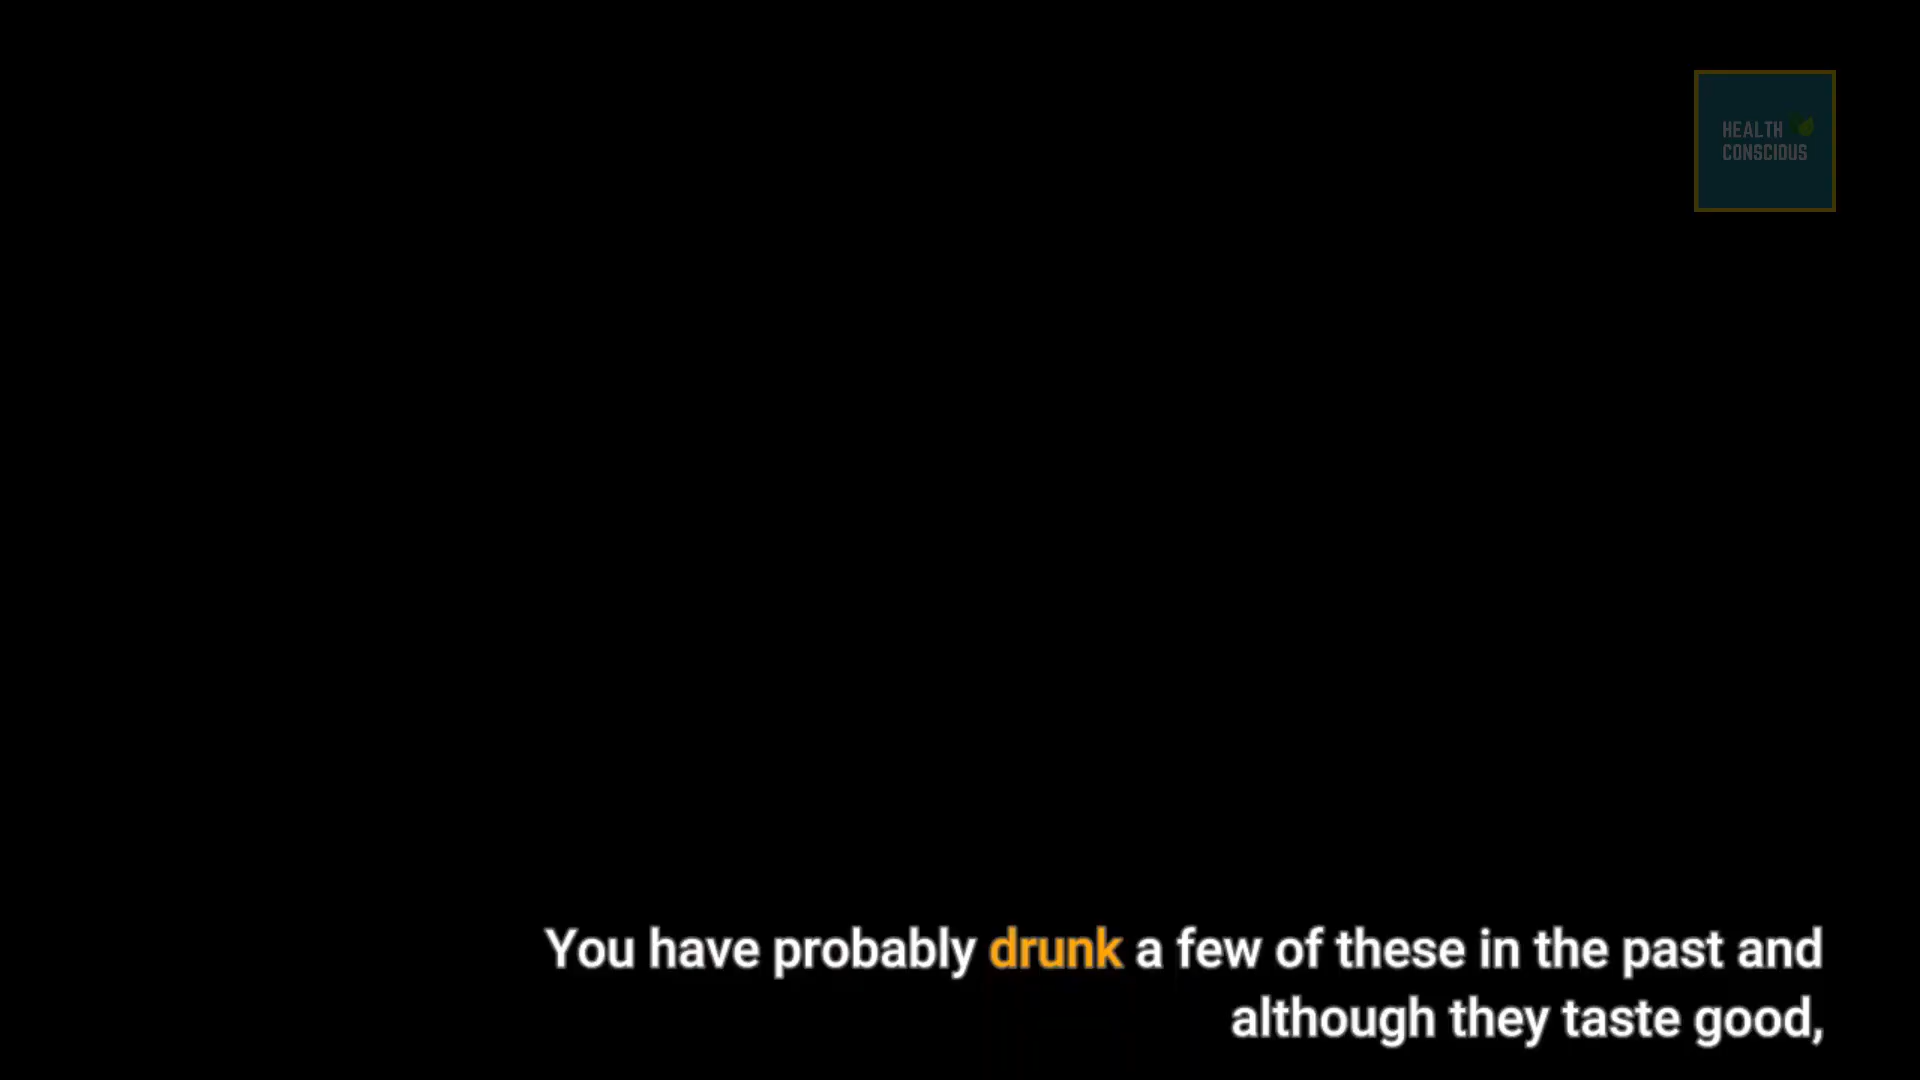 HEALTH
CONSCIOUS
You have probably drunk a few of these in the past and
although they taste good,